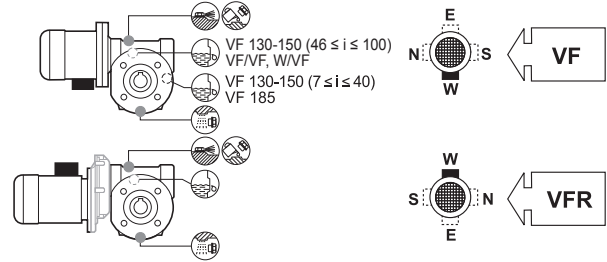 E
VF 130-150 (46 ≤ i ≤ 100)
N S VF
VF/VF, W/VF
W
VF 130-150 (7 ≤ i ≤ 40)
VF 185
W
S N VFR
E